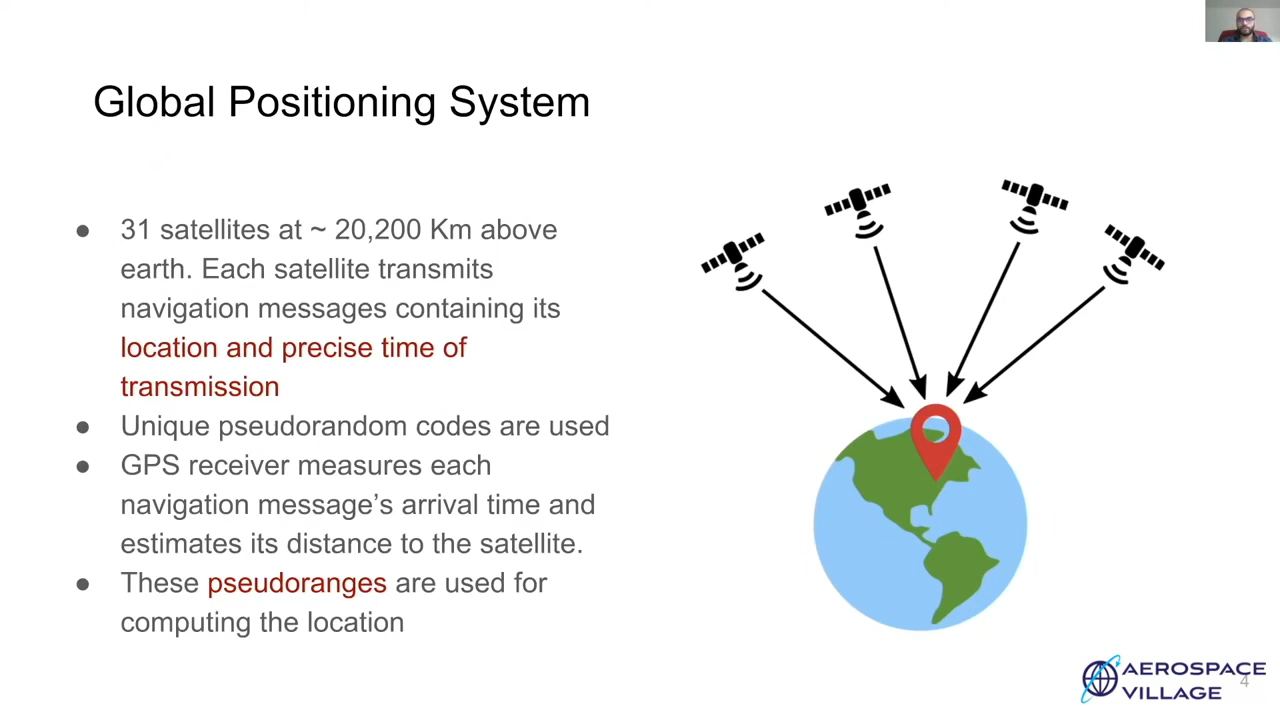 Global Positioning System
● 31 satellites at ~ 20,200 Km above
earth. Each satellite transmits
navigation messages containing its
location and precise time of
transmission
● Unique pseudorandom codes are used
● GPS receiver measures each
navigation message’s arrival time and
estimates its distance to the satellite.
● These pseudoranges are used for
computing the location
AEROSPACE
VILLAGE
4